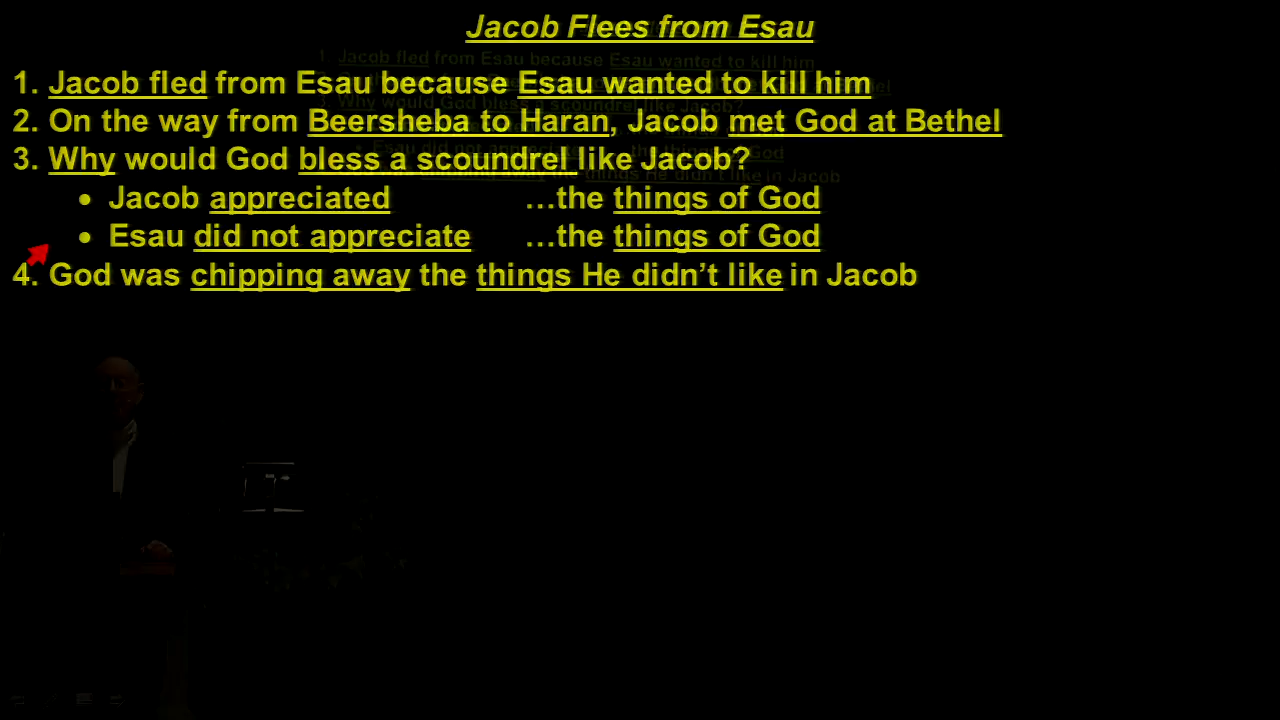 Jacob Flees from Esau
1. Jacob fled from Esau because Esau wanted to kill him
2. On the way from Beersheba to Haran, Jacob met God at Bethel
3. Why would God bless a scoundrel like Jacob?
• Jacob appreciated …the things of God
• Esau did not appreciate …the things of God
4. God was chipping away the things He didn’t like in Jacob